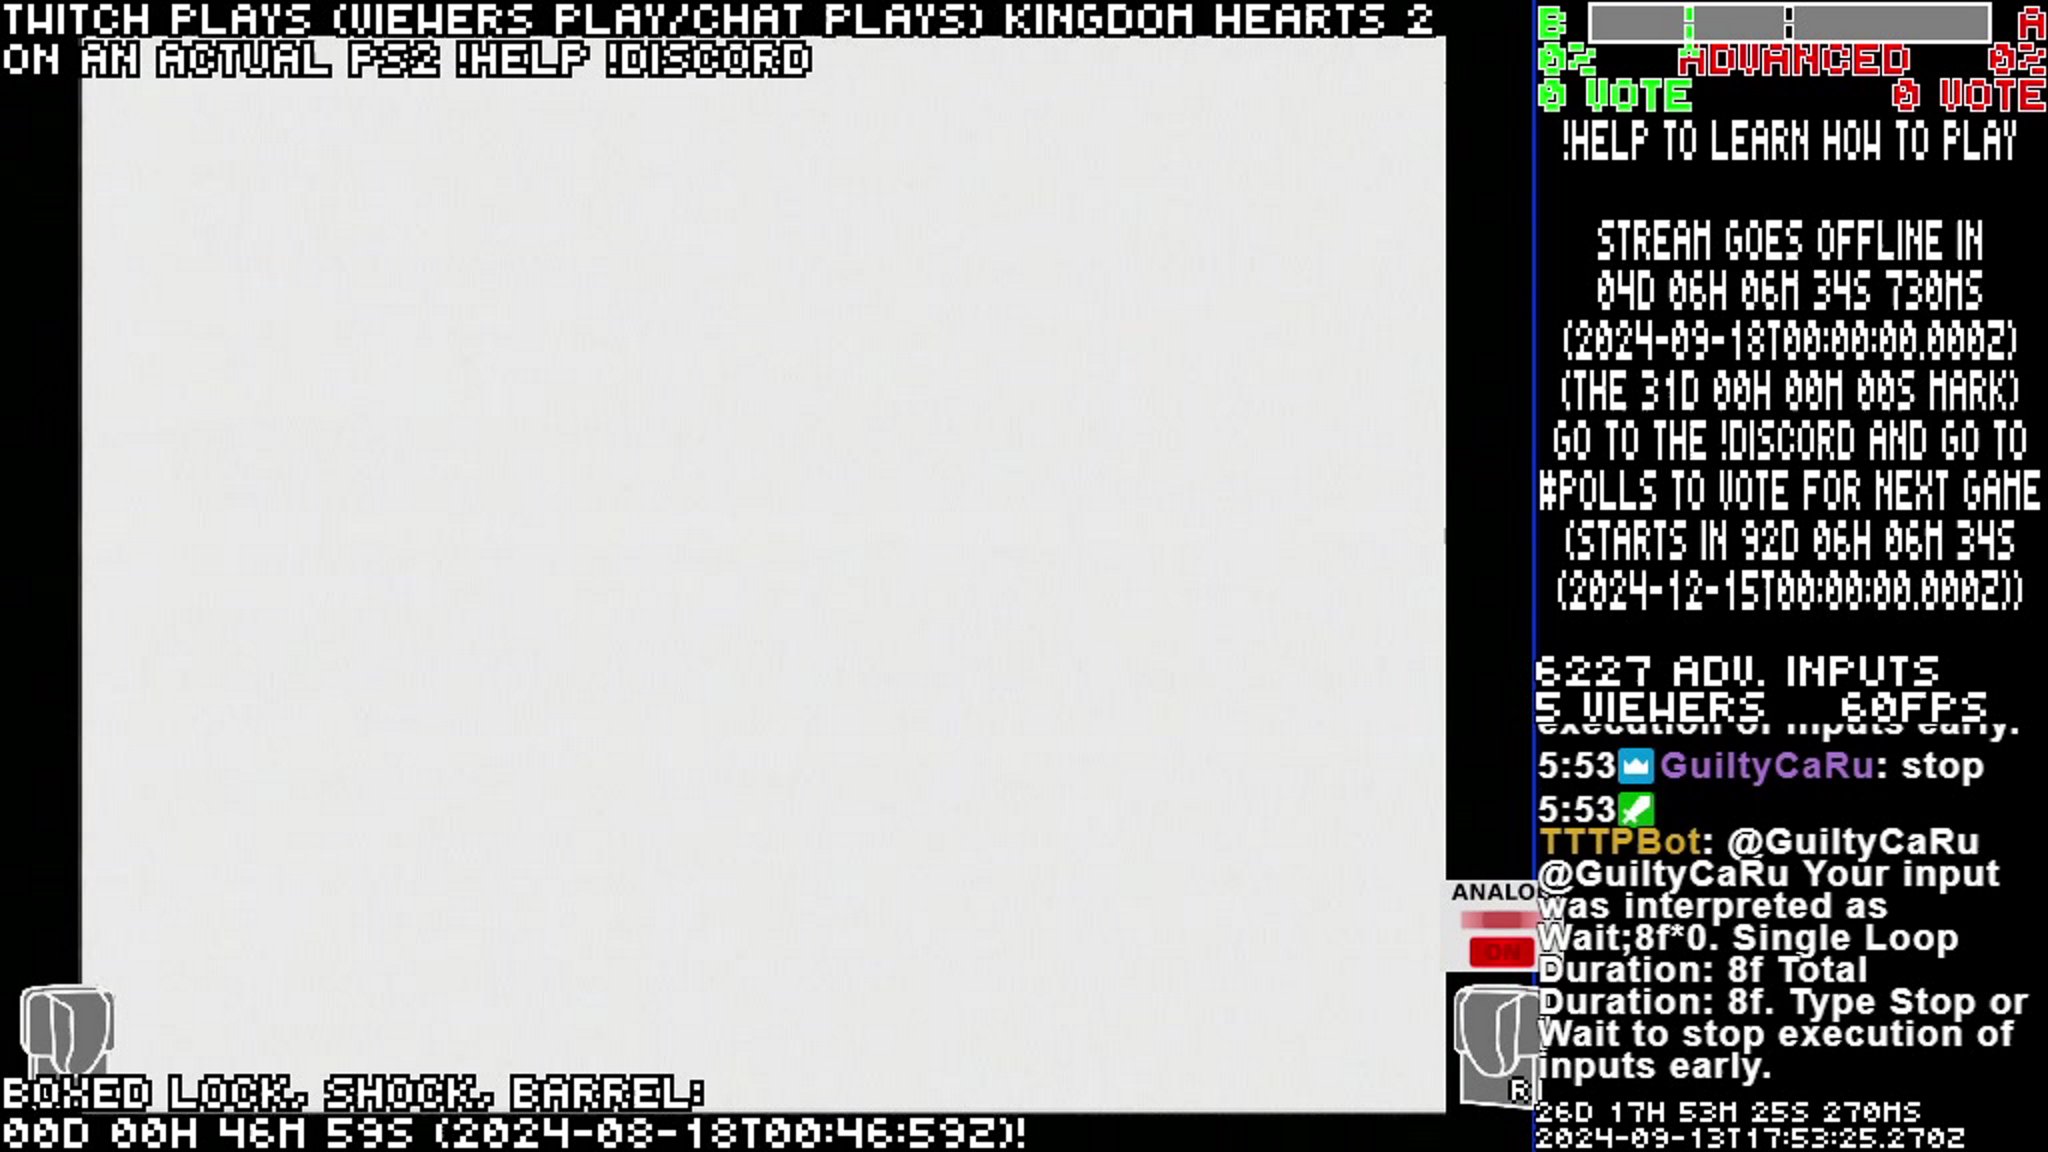 TWITCH PLAYS (VIEWERS PLAY/CHAT PLAYS) KINGDOM HEARTS 2
ON AN ACTUAL PS2 !HELP !DISCORD
B A
0% ADVANCED 0%
0 VOTE 0 VOTE
!HELP TO LEARN HOW TO PLAY
STREAM GOES OFFLINE IN
04D 06H 06M 34S 730MS
(2024-09-18T00:00:00.000Z)
(THE 31D 00H 00M 00S MARK)
GO TO THE !DISCORD AND GO TO
#POLLS TO VOTE FOR NEXT GAME
(STARTS IN 92D 06H 06M 34S
(2024-12-15T00:00:00.000Z))
6227 ADV. INPUTS
5 VIEWERS 60FPS
execution of inputs early.
5:53 GuiltyCaRu: stop
5:53
TTTPBot: @GuiltyCaRu
@GuiltyCaRu Your input
was interpreted as
Wait;8f*0. Single Loop
Duration: 8f Total
Duration: 8f. Type Stop or
Wait to stop execution of
inputs early.
26D 17H 53M 25S 270MS
2024-09-13T17:53:25.270Z
ANALO
ON
R
BOXED LOCK, SHOCK, BARREL:
00D 00H 46M 59S (2024-08-18T00:46:59Z)!